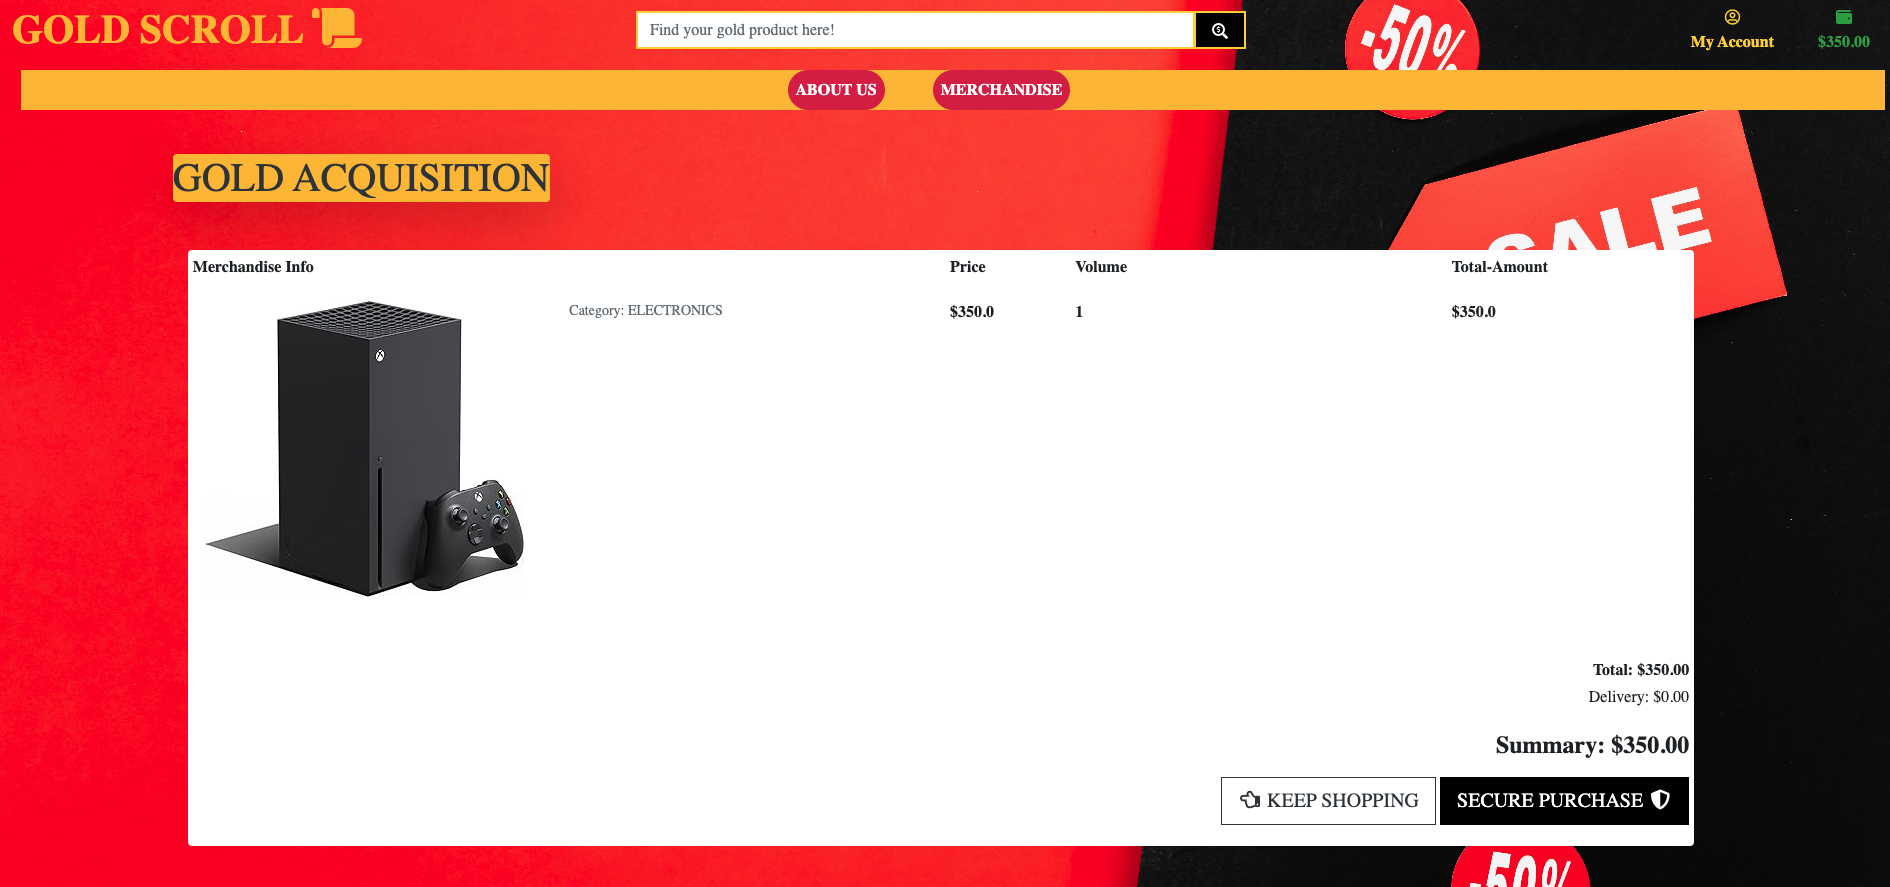 GOLD SCROLL
Find your gold product here!
-50%
My Account
$350.00
ABOUT US
MERCHANDISE
GOLD ACQUISITION
SALE
Merchandise Info
Price
Volume
Total-Amount
Category: ELECTRONICS
$350.0
1
$350.0
Total: $350.00
Delivery: $0.00
Summary: $350.00
KEEP SHOPPING
SECURE PURCHASE
-50%